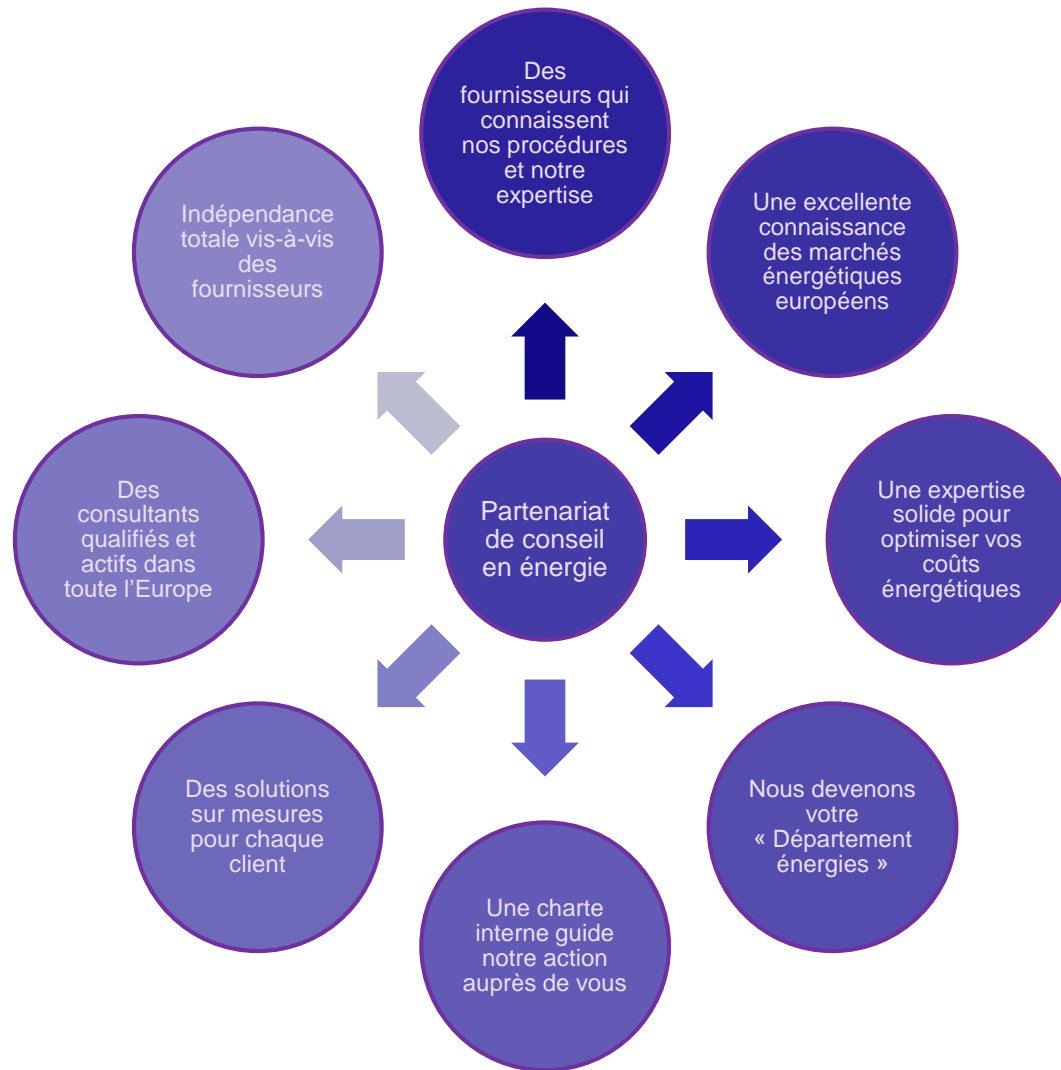 Des
fournisseurs qui
connaissent
nos procédures
et notre
expertise
Une excellente
connaissance
des marchés
énergétiques
européens
Une expertise
solide pour
optimiser vos
coûts
énergétiques
Nous devenons
votre
« Département
énergies »
Une charte
interne guide
notre action
auprès de vous
Des solutions
sur mesures
pour chaque
client
Des
consultants
qualifiés et
actifs dans
toute l’Europe
Indépendance
totale vis-à-vis
des
fournisseurs
Partenariat
de conseil
en énergie